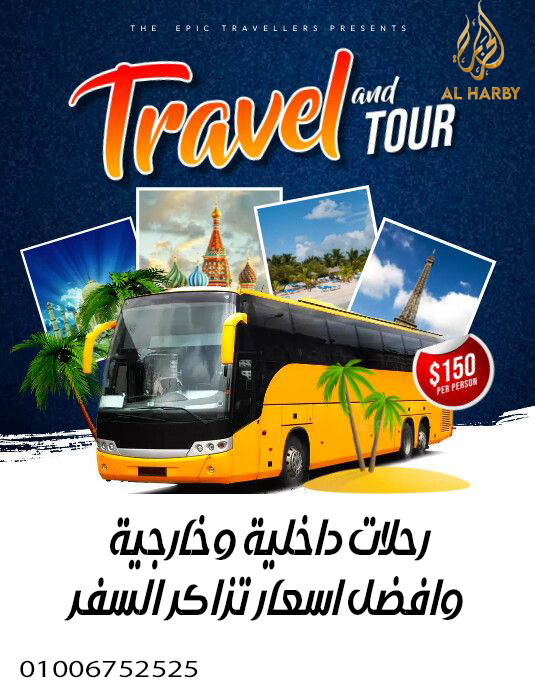 THE EPIC TRAVELLERS PRESENTS
AL HARBY
Travel and TOUR
$150
PER PERSON
رحلات داخلية وخارجية
وافضل اسعار تزاكر السفر
01006752525